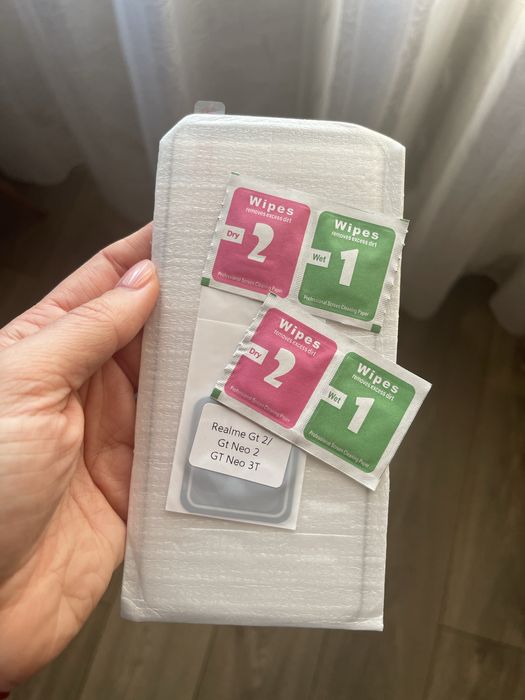 Wipes
removes excess dirt
Dry
2
Professional Screen Cleaning Paper
Wipes
removes excess dirt
Wet
1
Professional Screen Cleaning Paper
Wipes
removes excess dirt
Dry
2
Professional Screen Cleaning Paper
Wipes
removes excess dirt
Wet
1
Professional Screen Cleaning Paper
Realme Gt 2/
Gt Neo 2
GT Neo 3T